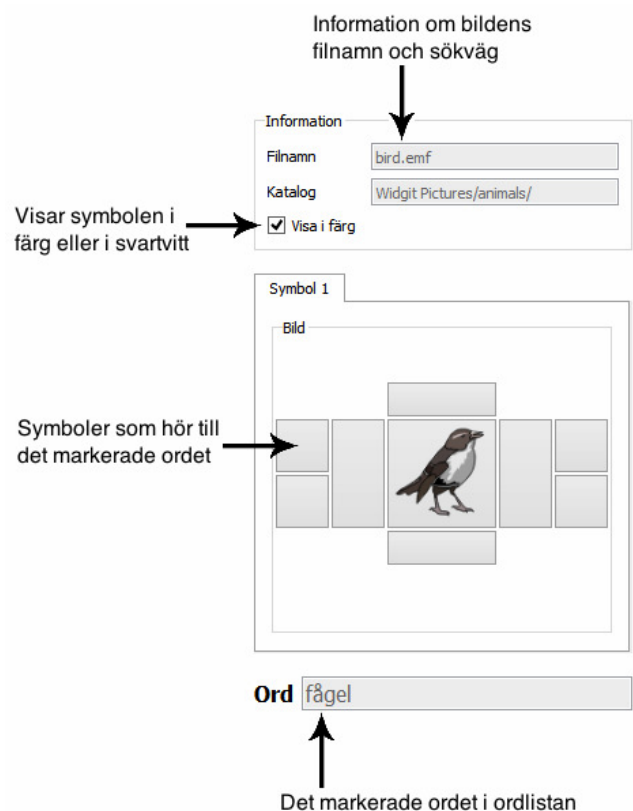 Information om bildens
filnamn och sökväg
Information
Filnamn bird.emf
Katalog Widgit Pictures/animals/
Visar symbolen i
färg eller i svartvitt
Visa i färg
Symbol 1
Bild
Symboler som hör till
det markerade ordet
Ord fågel
Det markerade ordet i ordlistan